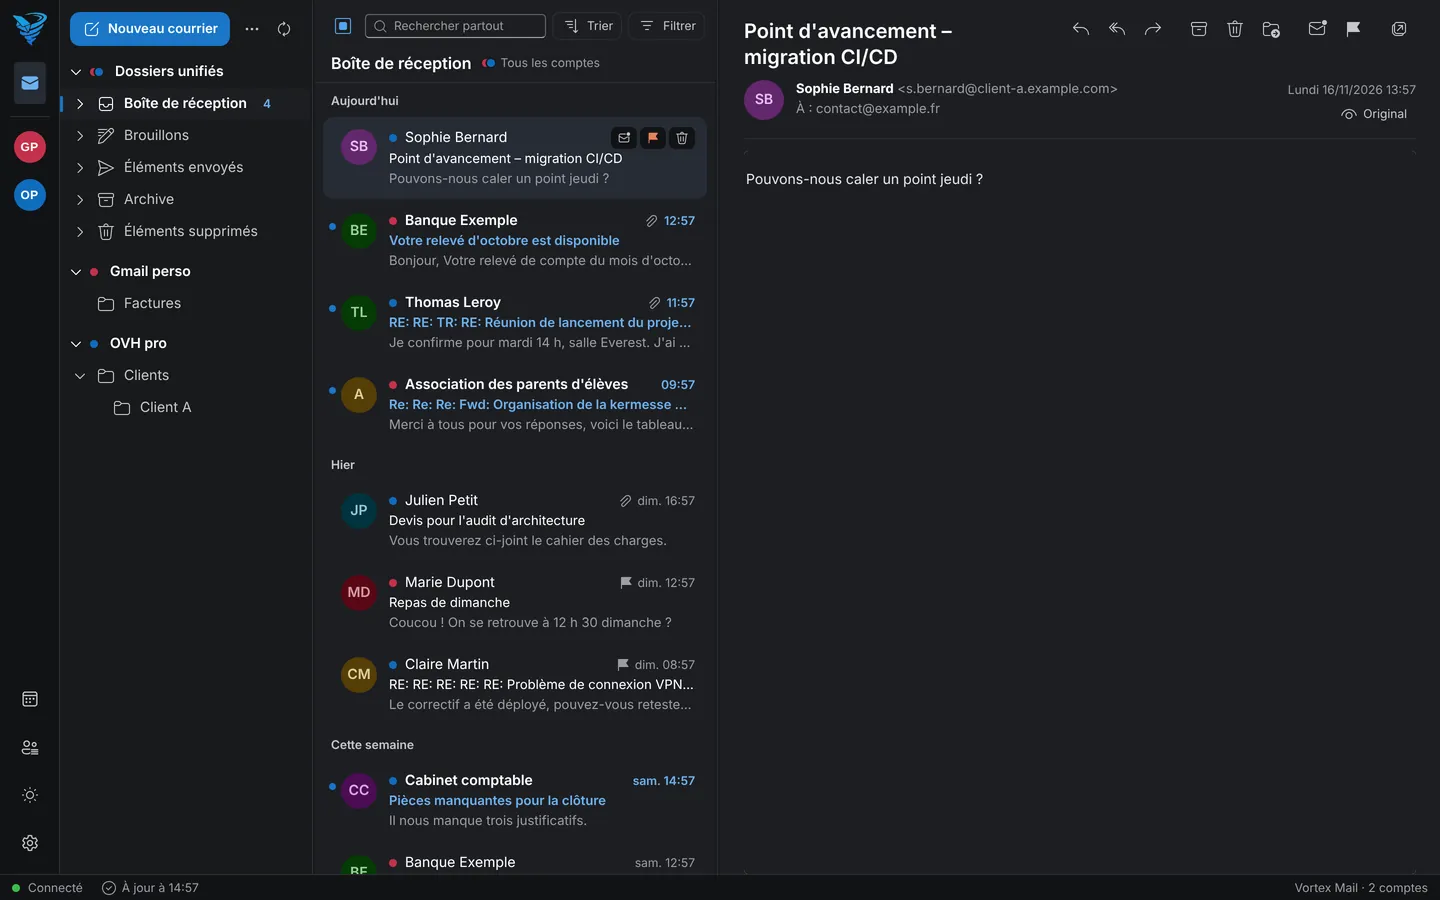 Nouveau courrier
Dossiers unifiés
Boîte de réception 4
Brouillons
Éléments envoyés
Archive
Éléments supprimés
Gmail perso
Factures
OVH pro
Clients
Client A
GP
OP
Rechercher partout
Trier
Filtrer
Boîte de réception Tous les comptes
Aujourd'hui
SB
Sophie Bernard
Point d'avancement – migration CI/CD
Pouvons-nous caler un point jeudi ?
BE
Banque Exemple 12:57
Votre relevé d'octobre est disponible
Bonjour, Votre relevé de compte du mois d'octo...
TL
Thomas Leroy 11:57
RE: RE: TR: RE: Réunion de lancement du proje...
Je confirme pour mardi 14 h, salle Everest. J'ai ...
A
Association des parents d'élèves 09:57
Re: Re: Re: Fwd: Organisation de la kermesse ...
Merci à tous pour vos réponses, voici le tableau...
Hier
JP
Julien Petit dim. 16:57
Devis pour l'audit d'architecture
Vous trouverez ci-joint le cahier des charges.
MD
Marie Dupont dim. 12:57
Repas de dimanche
Coucou ! On se retrouve à 12 h 30 dimanche ?
CM
Claire Martin dim. 08:57
RE: RE: RE: RE: RE: Problème de connexion VPN...
Le correctif a été déployé, pouvez-vous reteste...
Cette semaine
CC
Cabinet comptable sam. 14:57
Pièces manquantes pour la clôture
Il nous manque trois justificatifs.
BE
Banque Exemple sam. 12:57
Point d'avancement –
migration CI/CD
SB
Sophie Bernard <s.bernard@client-a.example.com>
À : contact@example.fr
Lundi 16/11/2026 13:57
Original
Pouvons-nous caler un point jeudi ?
Connecté
À jour à 14:57
Vortex Mail · 2 comptes